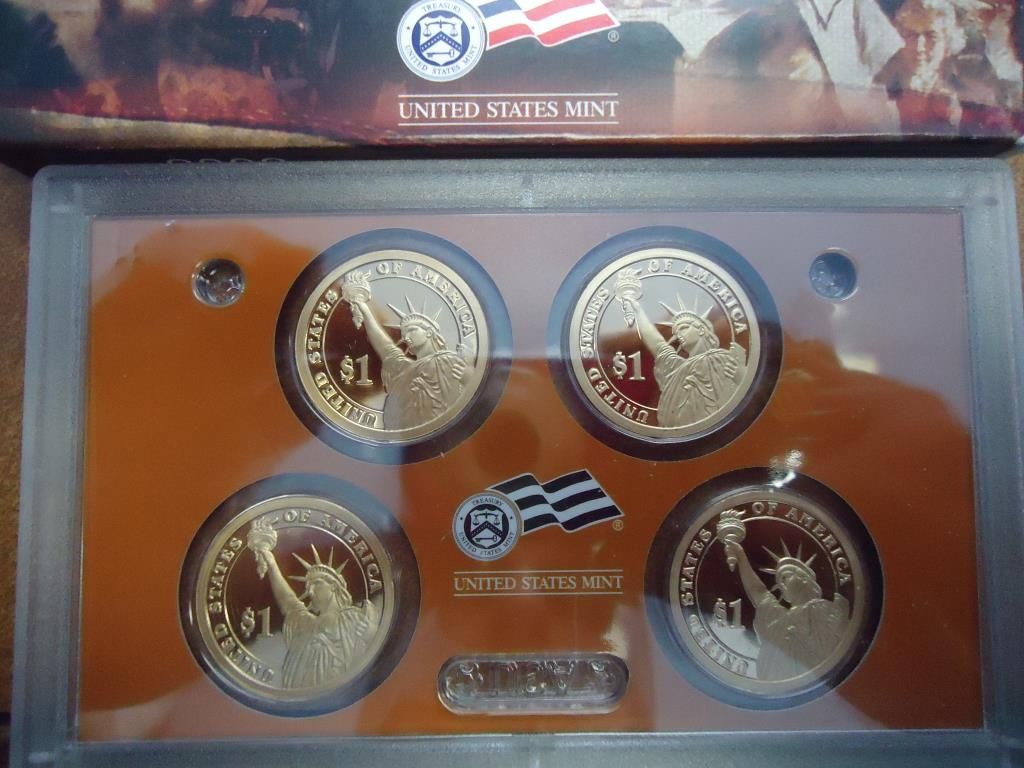 TREASURY
UNITED STATES MINT
®
UNITED STATES MINT
UNITED STATES OF AMERICA
$1
UNITED STATES OF AMERICA
$1
UNITED STATES OF AMERICA
$1
TREASURY
UNITED STATES MINT
®
UNITED STATES MINT
UNITED STATES OF AMERICA
$1